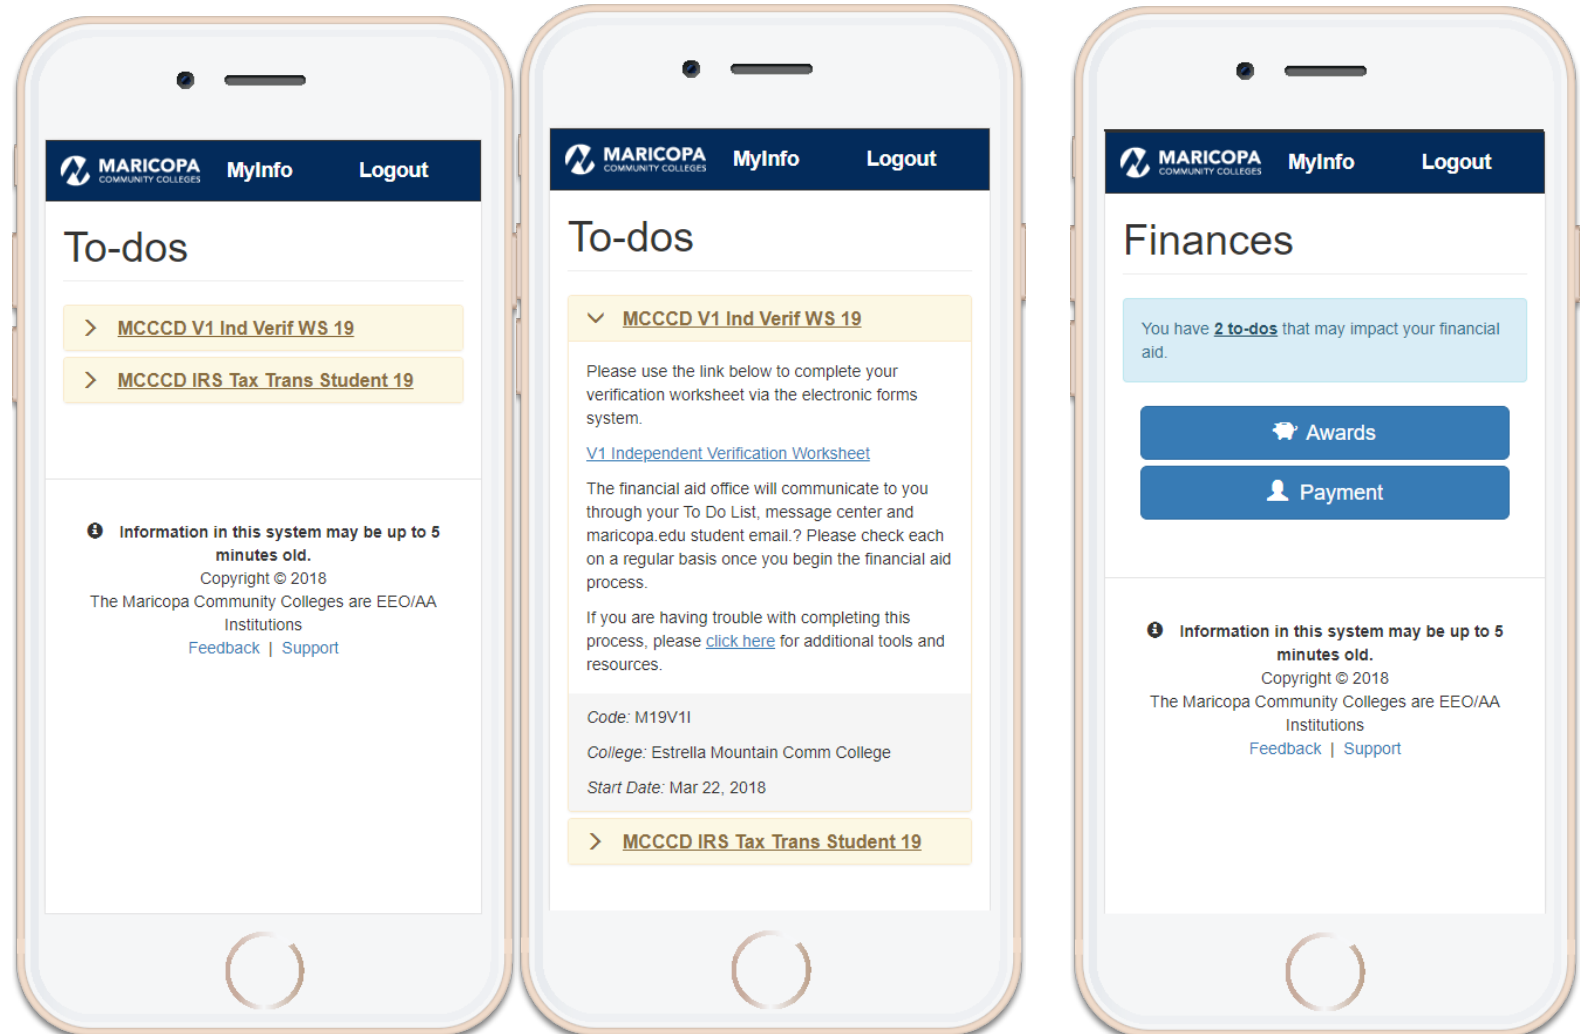 MARICOPA
COMMUNITY COLLEGES
MyInfo
Logout
To-dos
MCCCD V1 Ind Verif WS 19
MCCCD IRS Tax Trans Student 19
Information in this system may be up to 5
minutes old.
Copyright © 2018
The Maricopa Community Colleges are EEO/AA
Institutions
Feedback | Support
MARICOPA
COMMUNITY COLLEGES
MyInfo
Logout
To-dos
MCCCD V1 Ind Verif WS 19
Please use the link below to complete your
verification worksheet via the electronic forms
system.
V1 Independent Verification Worksheet
The financial aid office will communicate to you
through your To Do List, message center and
maricopa.edu student email.? Please check each
on a regular basis once you begin the financial aid
process.
If you are having trouble with completing this
process, please click here for additional tools and
resources.
Code: M19V1I
College: Estrella Mountain Comm College
Start Date: Mar 22, 2018
MCCCD IRS Tax Trans Student 19
MARICOPA
COMMUNITY COLLEGES
MyInfo
Logout
Finances
You have 2 to-dos that may impact your financial
aid.
Awards
Payment
Information in this system may be up to 5
minutes old.
Copyright © 2018
The Maricopa Community Colleges are EEO/AA
Institutions
Feedback | Support